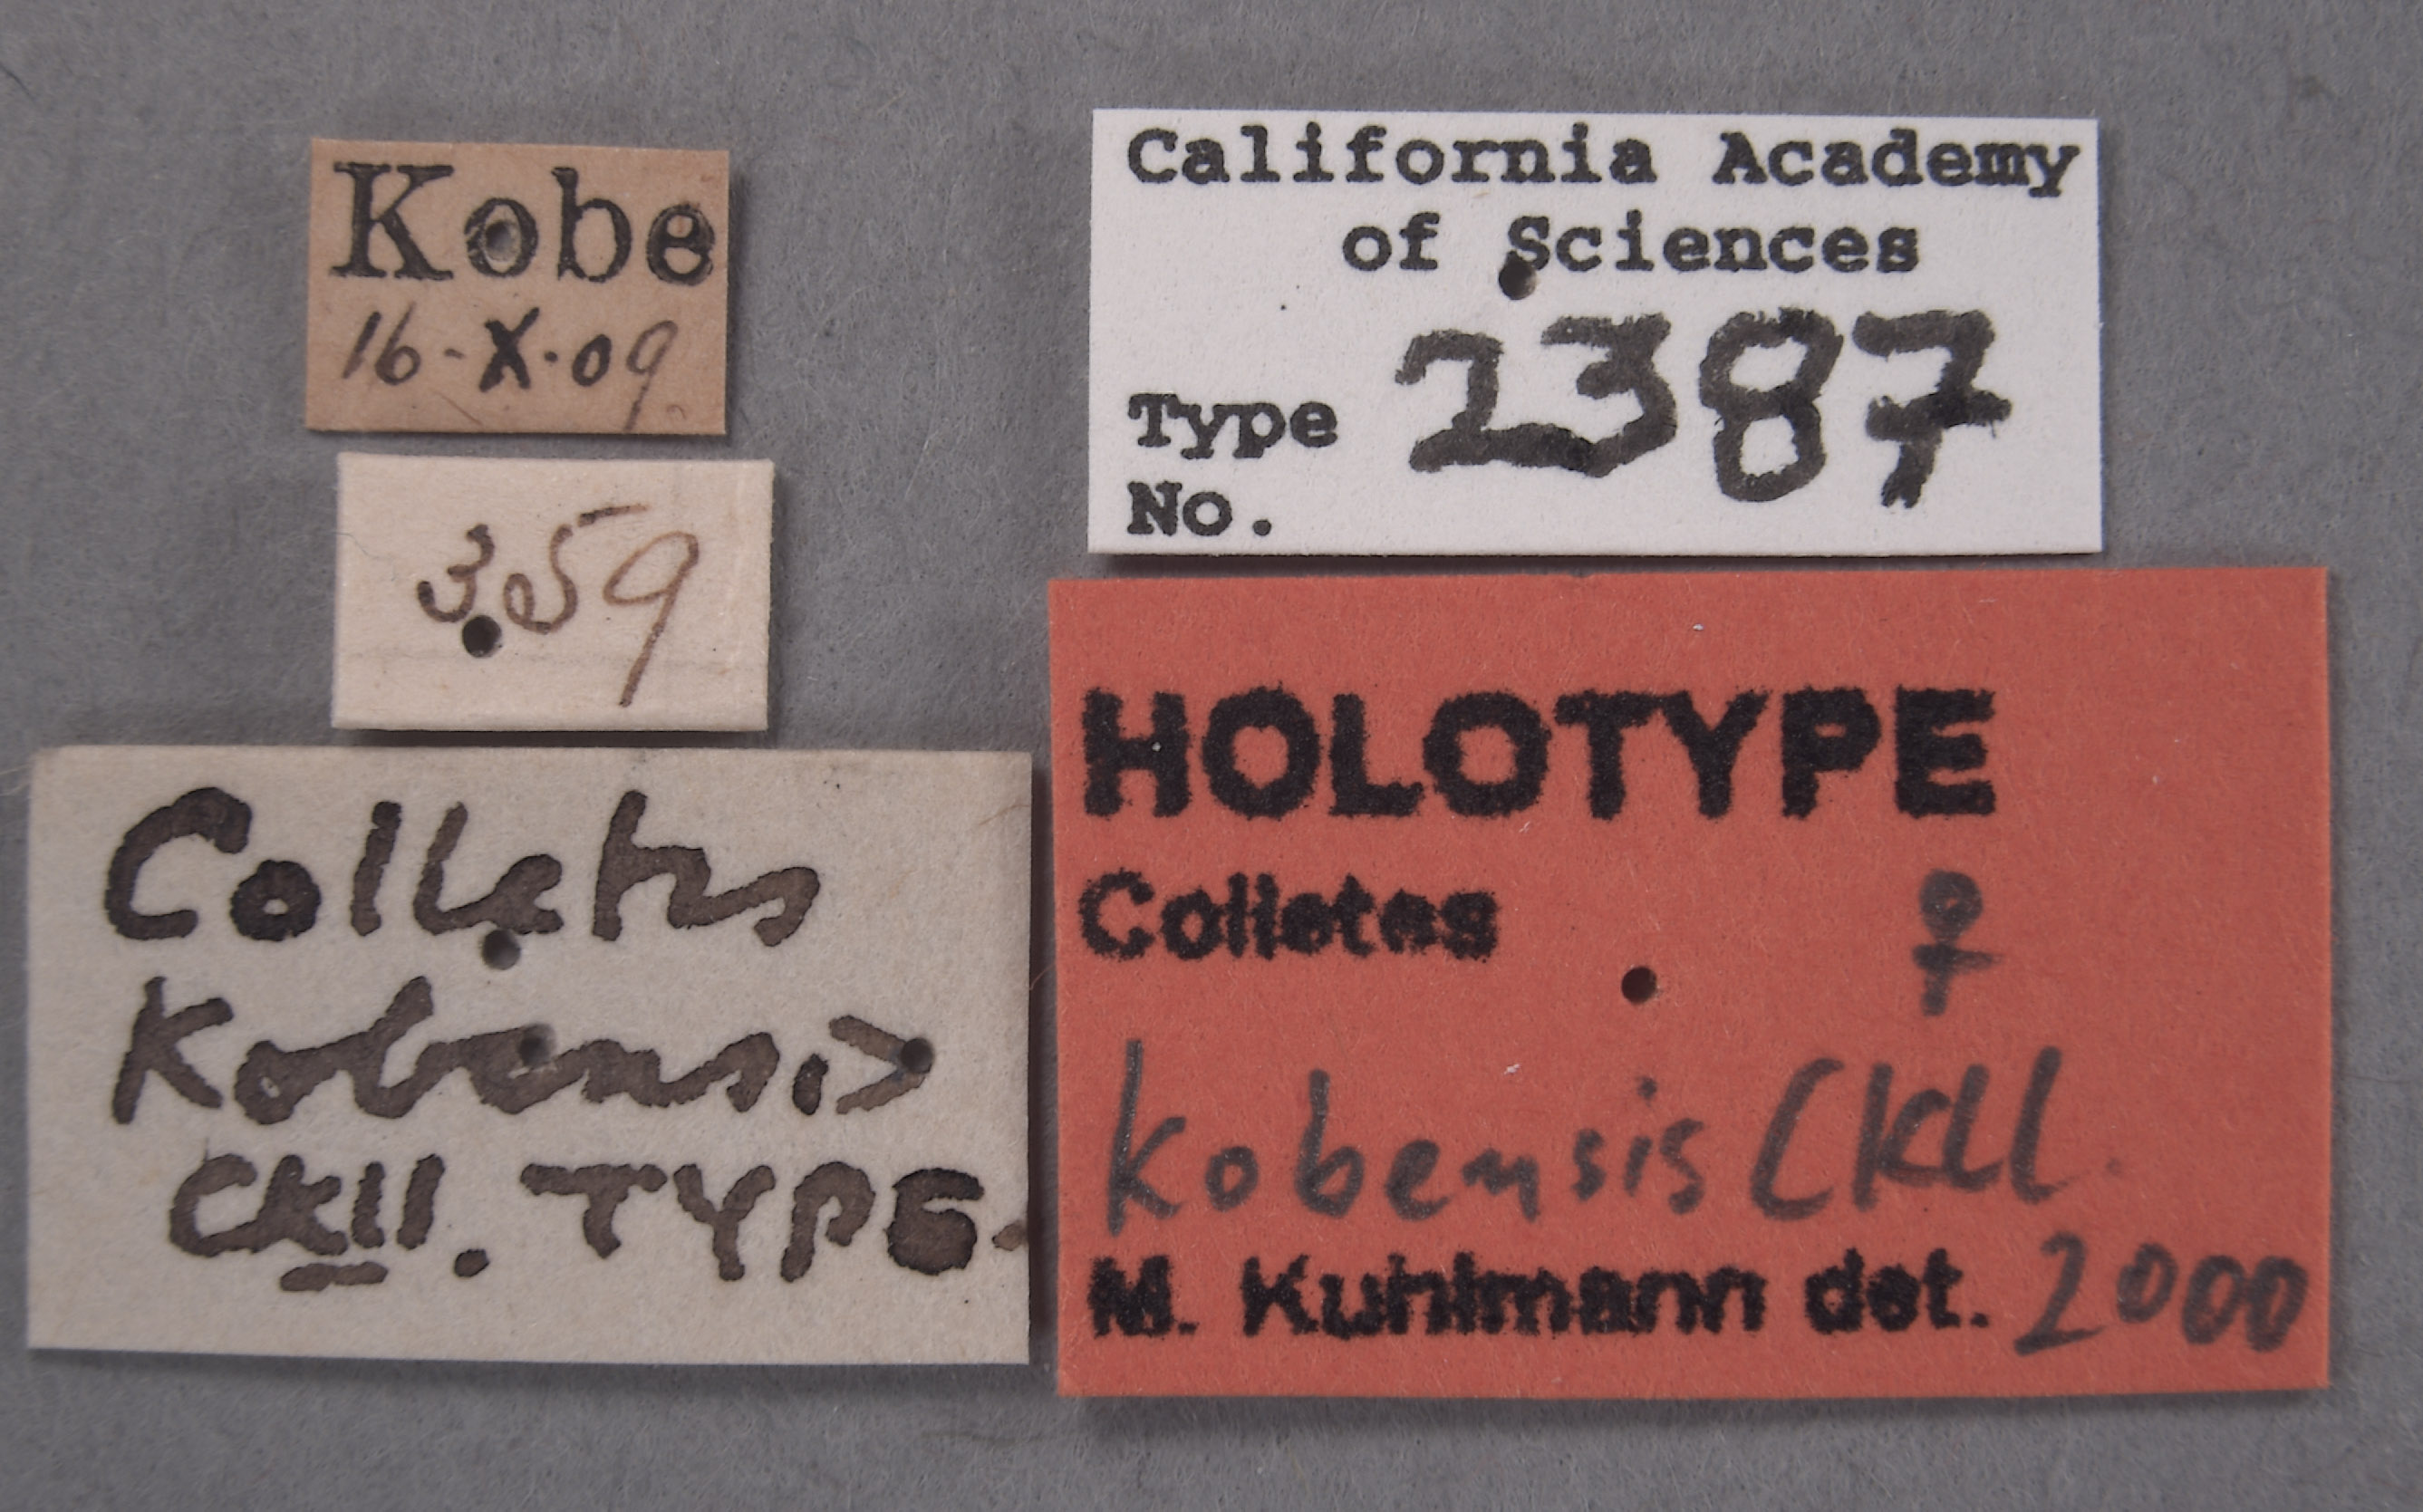 Kobe
16-X.09.
359
Colletes
Kobensis
Ckll. TYPE.
California Academy
of Sciences
Type 2387
No.
HOLOTYPE
Colletes ♀
kobensis Ckll.
M. Kuhlmann det. 2000